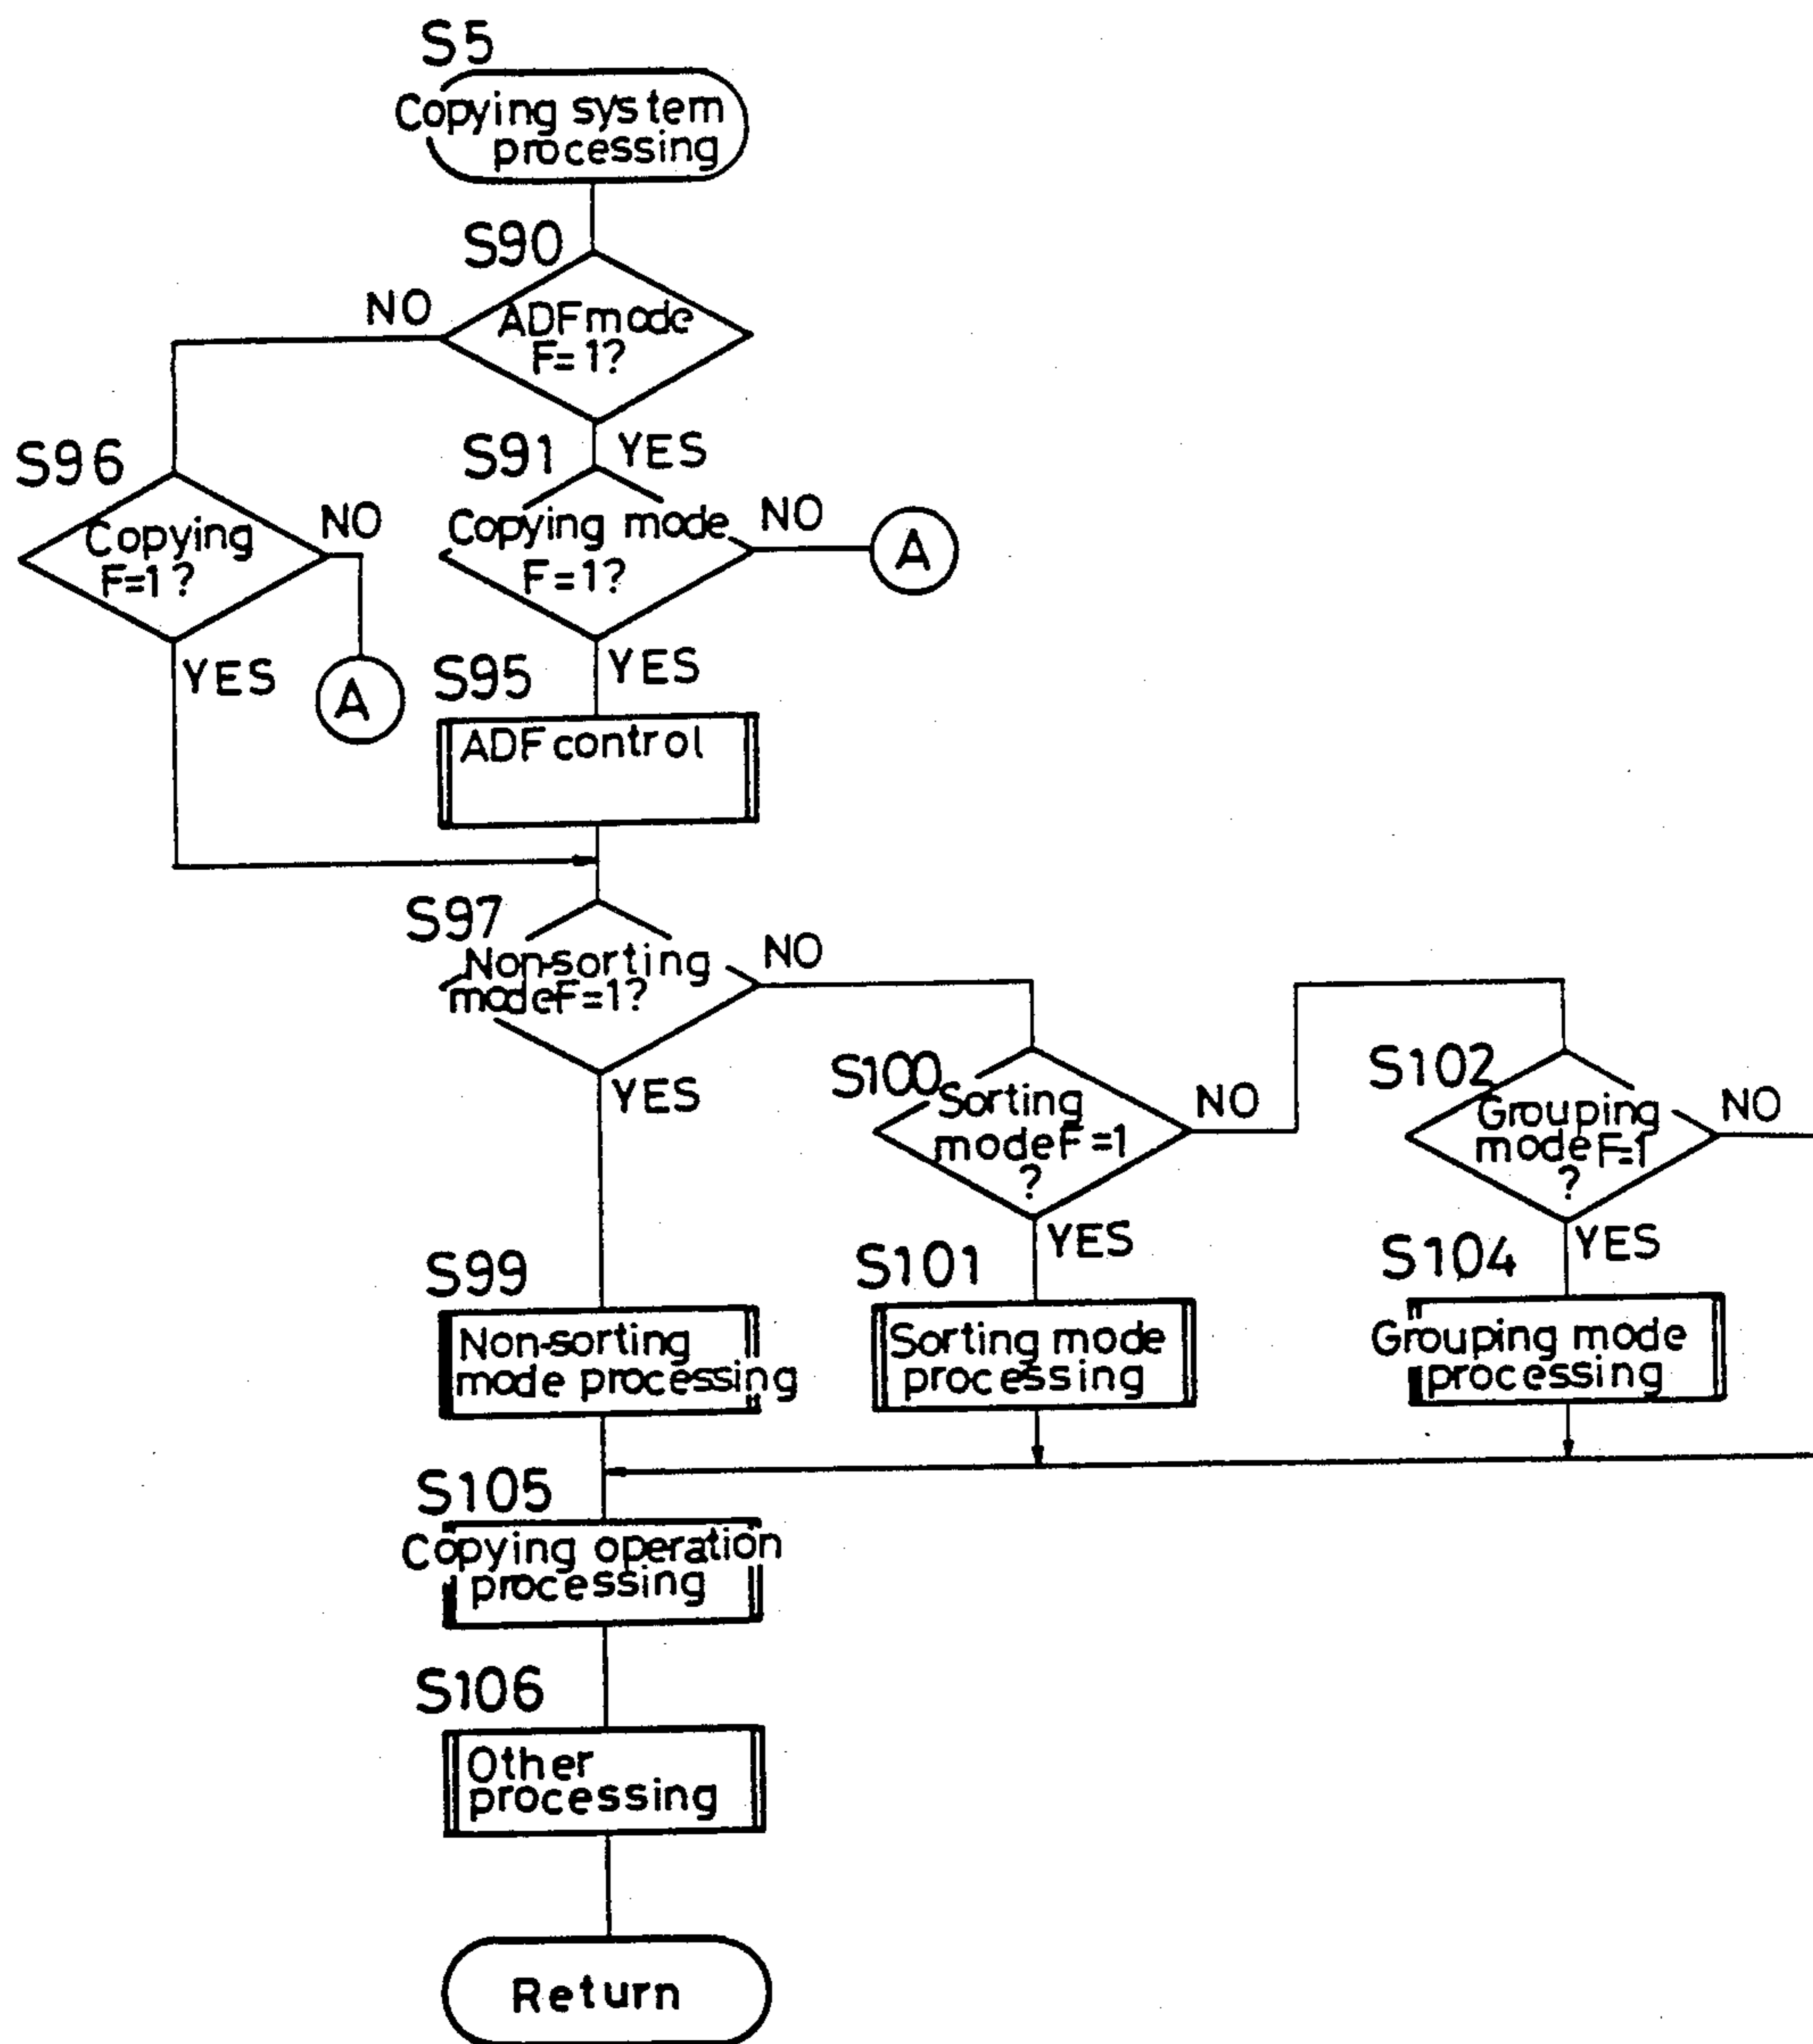 S5
Copying system
processing
S90
NO
ADF mode
F=1?
S96
S91
YES
Copying
F=1?
NO
Copying mode
F=1?
NO
A
YES
A
S95
YES
ADF control
S97
Non-sorting
mode F=1?
NO
YES
S100
Sorting
mode F=1
?
NO
S102
Grouping
mode F=1
?
NO
S99
Non-sorting
mode processing
YES
S101
Sorting mode
processing
YES
S104
Grouping mode
processing
S105
Copying operation
processing
S106
Other
processing
Return